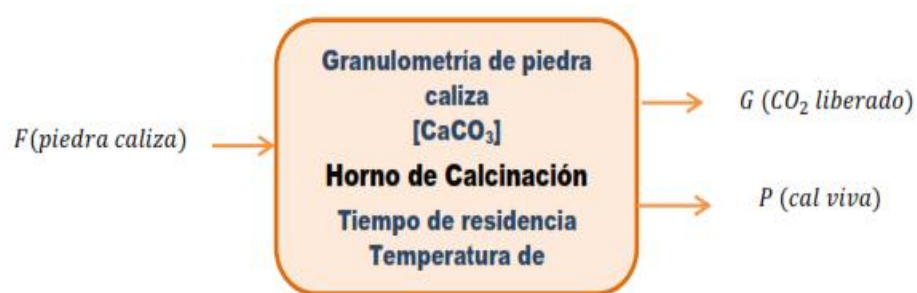 F(piedra caliza)
Granulometría de piedra
caliza
[CaCO₃]
Horno de Calcinación
Tiempo de residencia
Temperatura de
G (CO₂ liberado)
P (cal viva)